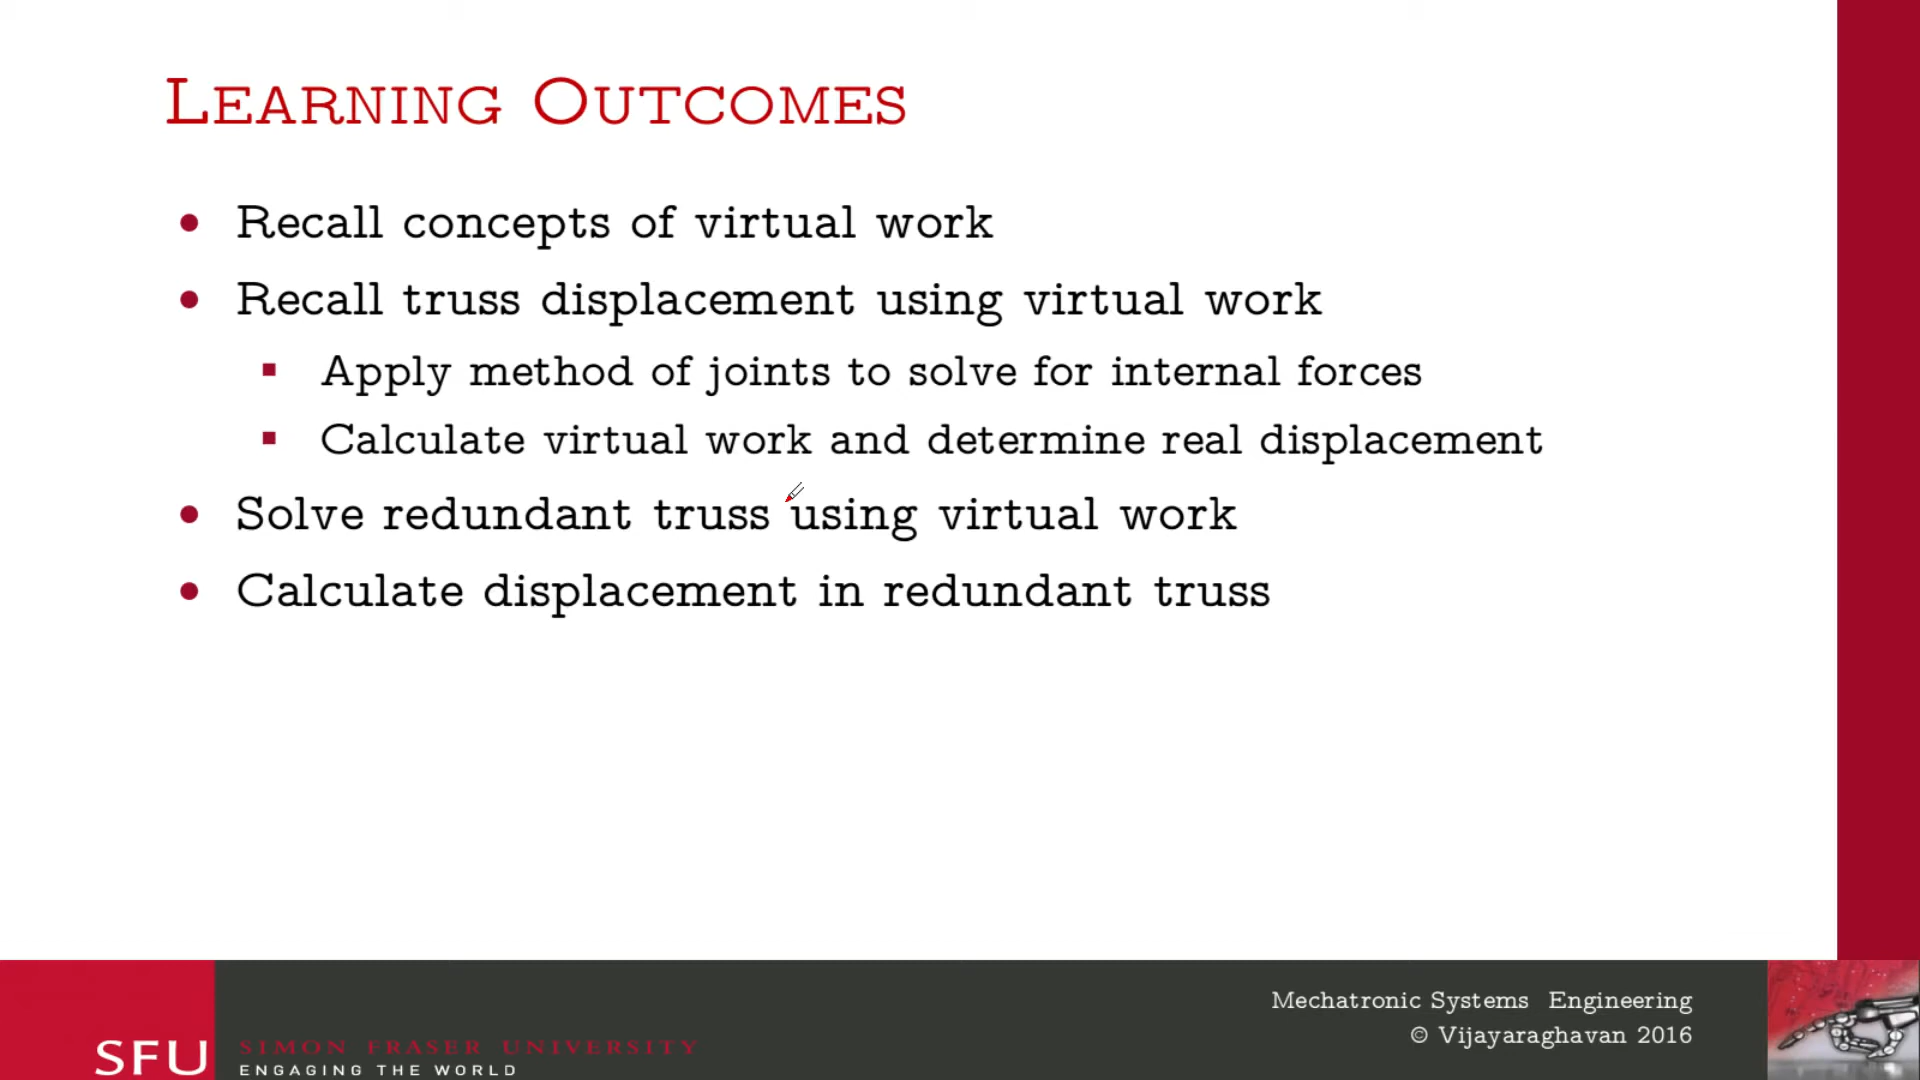 LEARNING OUTCOMES
• Recall concepts of virtual work
• Recall truss displacement using virtual work
▪ Apply method of joints to solve for internal forces
▪ Calculate virtual work and determine real displacement
• Solve redundant truss using virtual work
• Calculate displacement in redundant truss
Mechatronic Systems Engineering
© Vijayaraghavan 2016
SFU
SIMON FRASER UNIVERSITY
ENGAGING THE WORLD